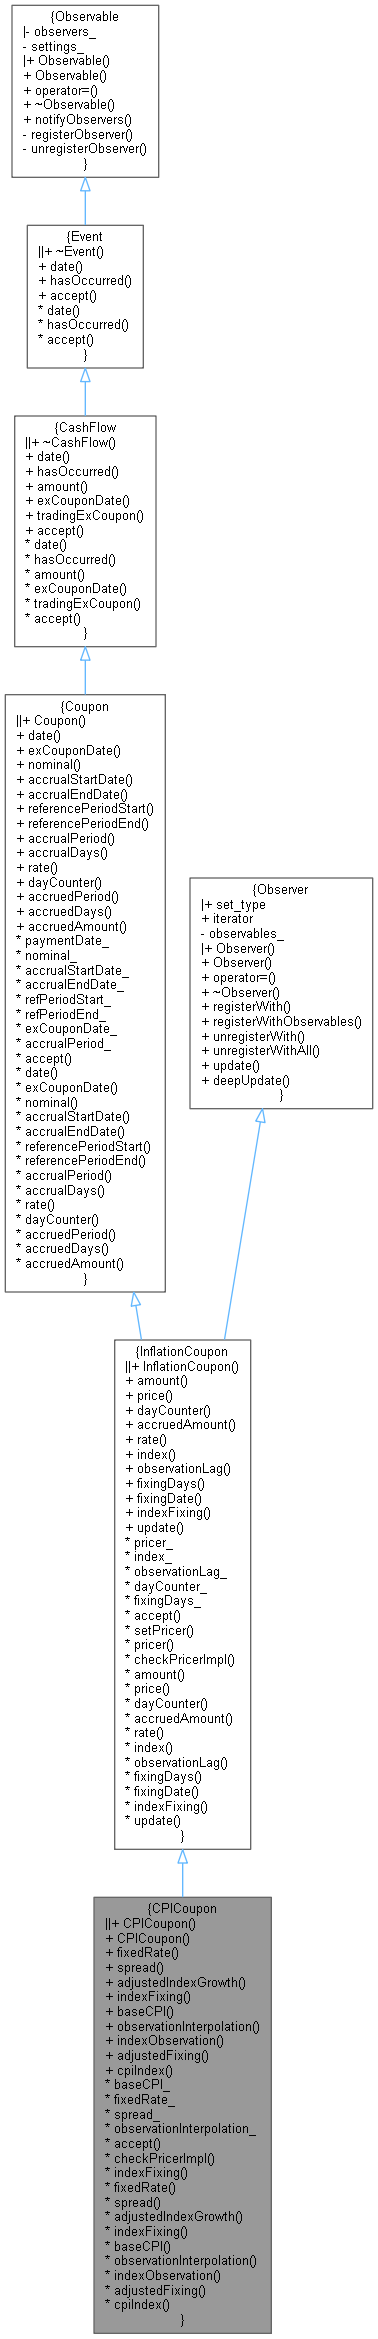 {Observable
|- observers_
- settings_
|+ Observable()
+ Observable()
+ operator=()
+ ~Observable()
+ notifyObservers()
- registerObserver()
- unregisterObserver()
}
{Event
||+ ~Event()
+ date()
+ hasOccurred()
+ accept()
* date()
* hasOccurred()
* accept()
}
{CashFlow
||+ ~CashFlow()
+ date()
+ hasOccurred()
+ amount()
+ exCouponDate()
+ tradingExCoupon()
+ accept()
* date()
* hasOccurred()
* amount()
* exCouponDate()
* tradingExCoupon()
* accept()
}
{Coupon
||+ Coupon()
+ date()
+ exCouponDate()
+ nominal()
+ accrualStartDate()
+ accrualEndDate()
+ referencePeriodStart()
+ referencePeriodEnd()
+ accrualPeriod()
+ accrualDays()
+ rate()
+ dayCounter()
+ accruedPeriod()
+ accruedDays()
+ accruedAmount()
* paymentDate_
* nominal_
* accrualStartDate_
* accrualEndDate_
* refPeriodStart_
* refPeriodEnd_
* exCouponDate_
* accrualPeriod_
* accept()
* date()
* exCouponDate()
* nominal()
* accrualStartDate()
* accrualEndDate()
* referencePeriodStart()
* referencePeriodEnd()
* accrualPeriod()
* accrualDays()
* rate()
* dayCounter()
* accruedPeriod()
* accruedDays()
* accruedAmount()
}
{Observer
|+ set_type
+ iterator
- observables_
|+ Observer()
+ Observer()
+ operator=()
+ ~Observer()
+ registerWith()
+ registerWithObservables()
+ unregisterWith()
+ unregisterWithAll()
+ update()
+ deepUpdate()
}
{InflationCoupon
||+ InflationCoupon()
+ amount()
+ price()
+ dayCounter()
+ accruedAmount()
+ rate()
+ index()
+ observationLag()
+ fixingDays()
+ fixingDate()
+ indexFixing()
+ update()
* pricer_
* index_
* observationLag_
* dayCounter_
* fixingDays_
* accept()
* setPricer()
* pricer()
* checkPricerImpl()
* amount()
* price()
* dayCounter()
* accruedAmount()
* rate()
* index()
* observationLag()
* fixingDays()
* fixingDate()
* indexFixing()
* update()
}
{CPICoupon
||+ CPICoupon()
+ CPICoupon()
+ fixedRate()
+ spread()
+ adjustedIndexGrowth()
+ indexFixing()
+ baseCPI()
+ observationInterpolation()
+ indexObservation()
+ adjustedFixing()
+ cpiIndex()
* baseCPI_
* fixedRate_
* spread_
* observationInterpolation_
* accept()
* checkPricerImpl()
* indexFixing()
* fixedRate()
* spread()
* adjustedIndexGrowth()
* indexFixing()
* baseCPI()
* observationInterpolation()
* indexObservation()
* adjustedFixing()
* cpiIndex()
}